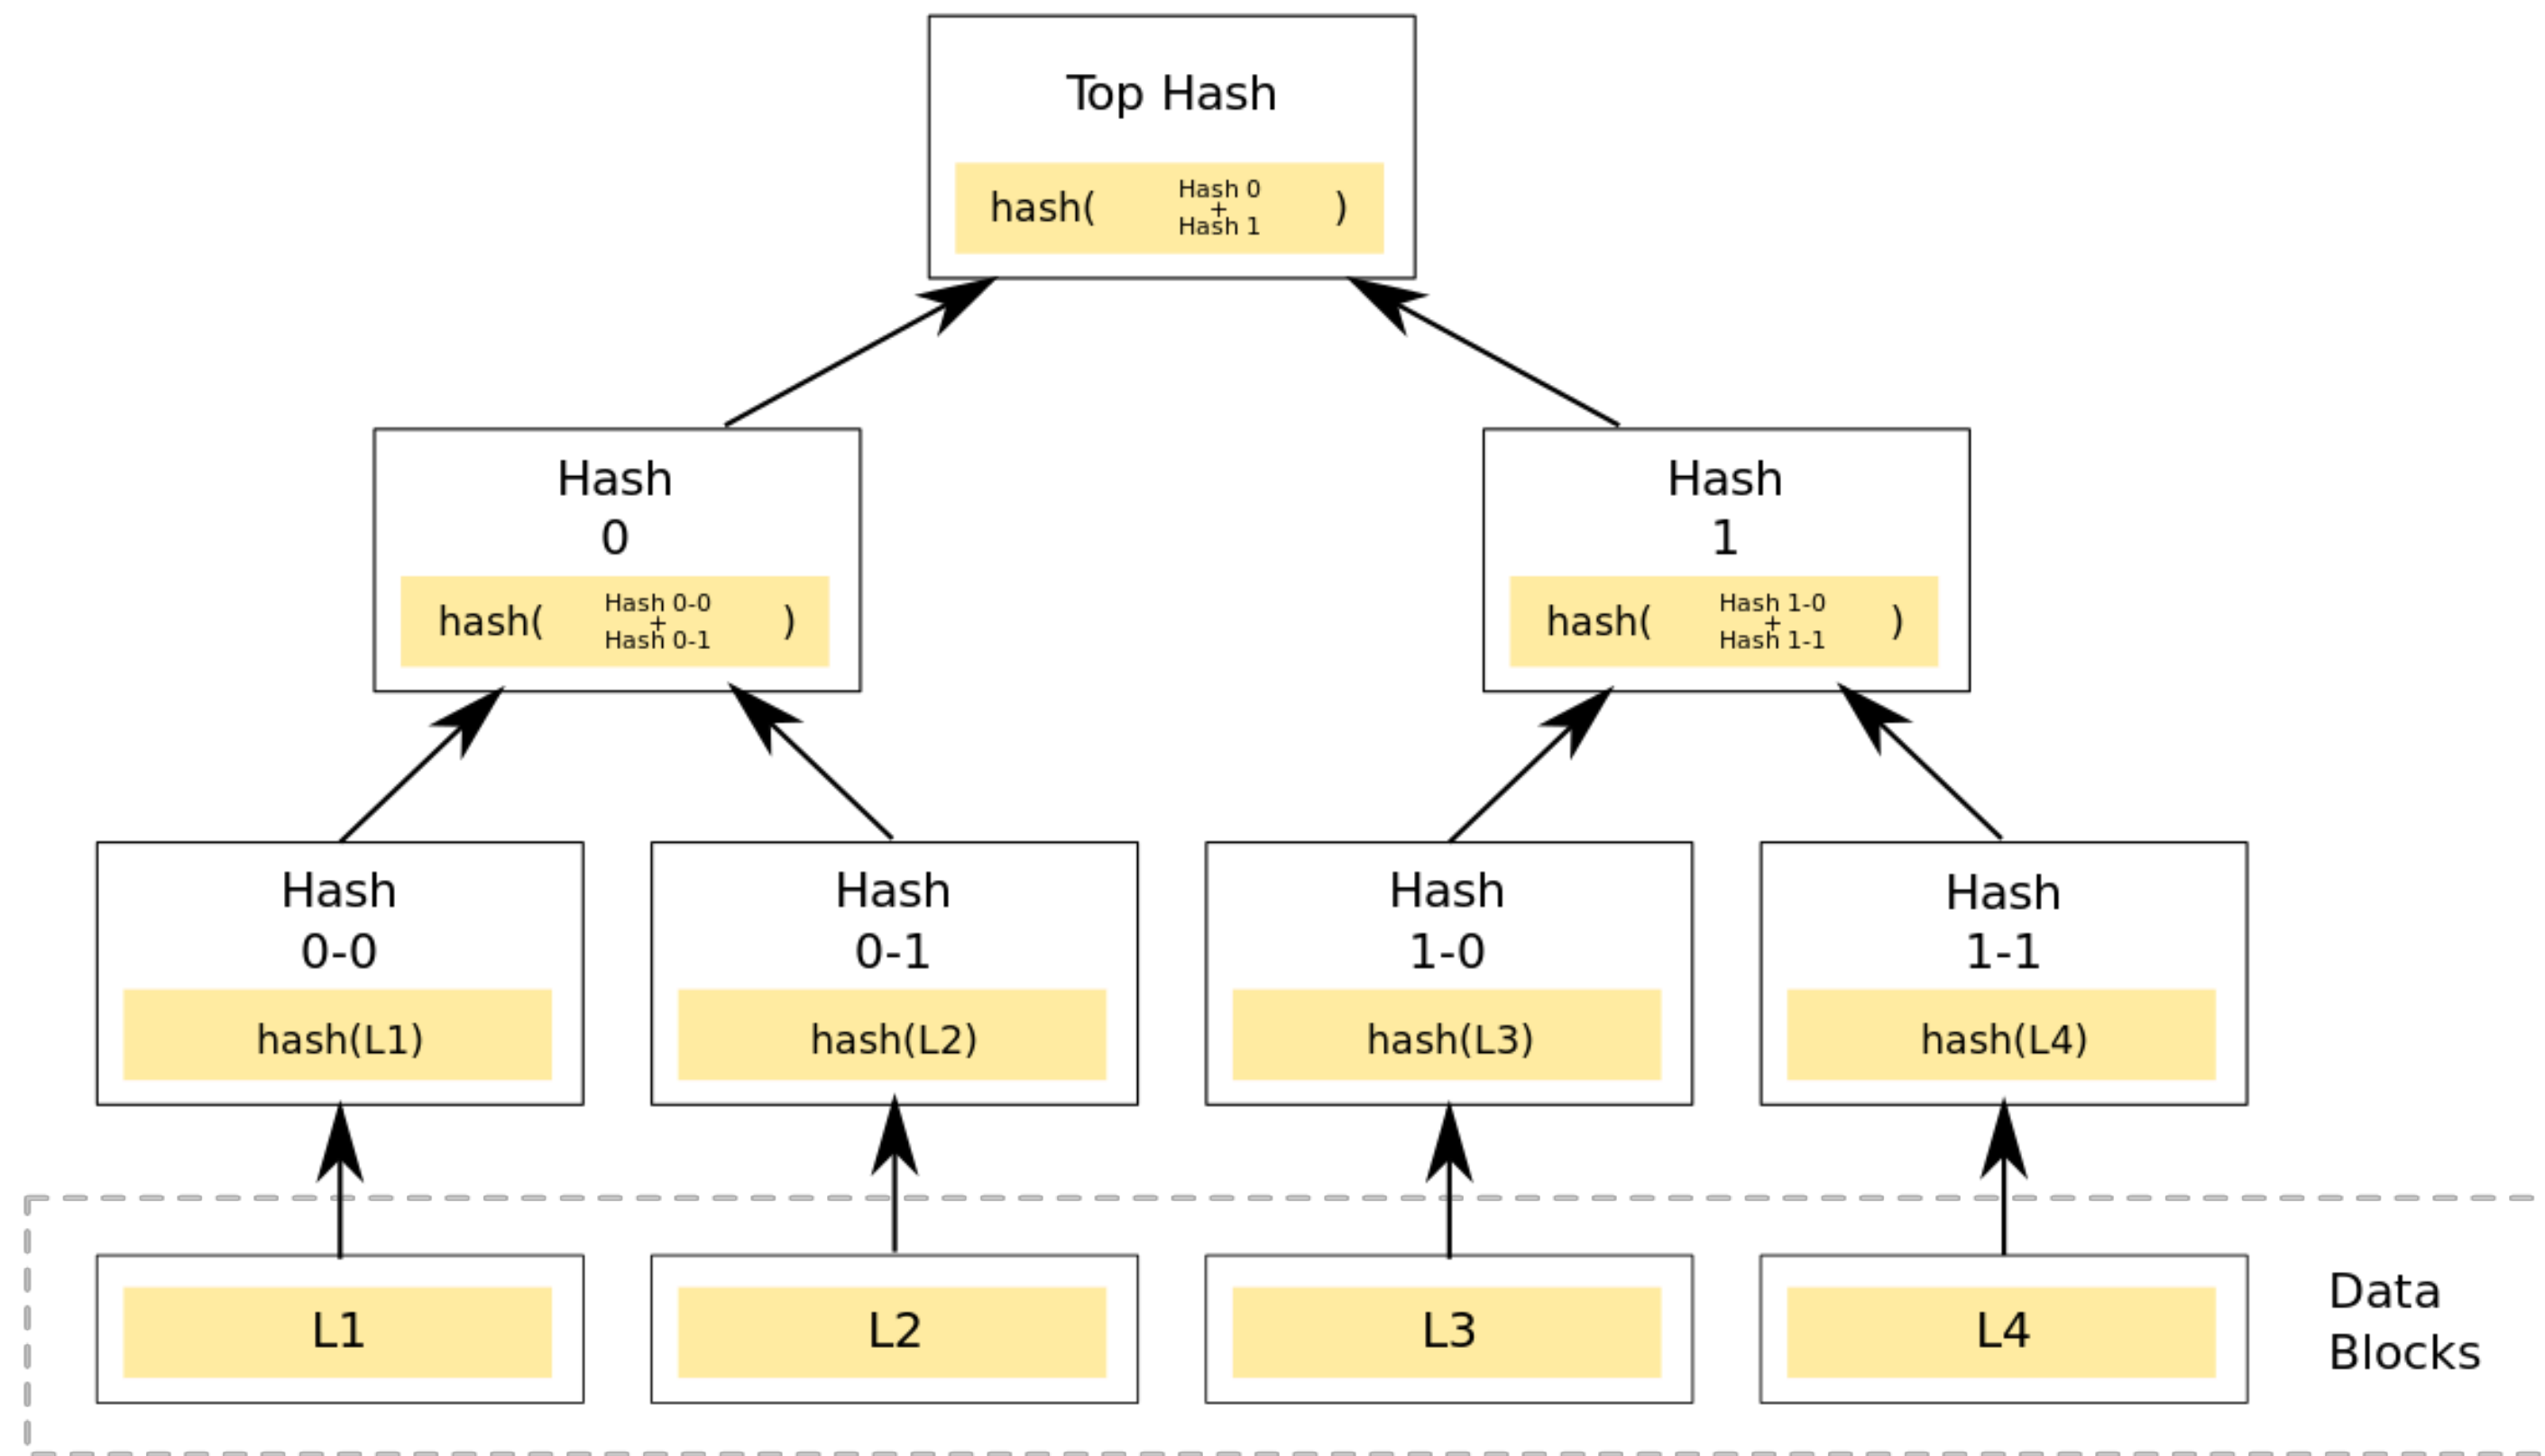 Top Hash
hash( Hash 0 + Hash 1 )
Hash
0
hash( Hash 0-0 + Hash 0-1 )
Hash
1
hash( Hash 1-0 + Hash 1-1 )
Hash
0-0
hash(L1)
Hash
0-1
hash(L2)
Hash
1-0
hash(L3)
Hash
1-1
hash(L4)
L1
L2
L3
L4
Data
Blocks